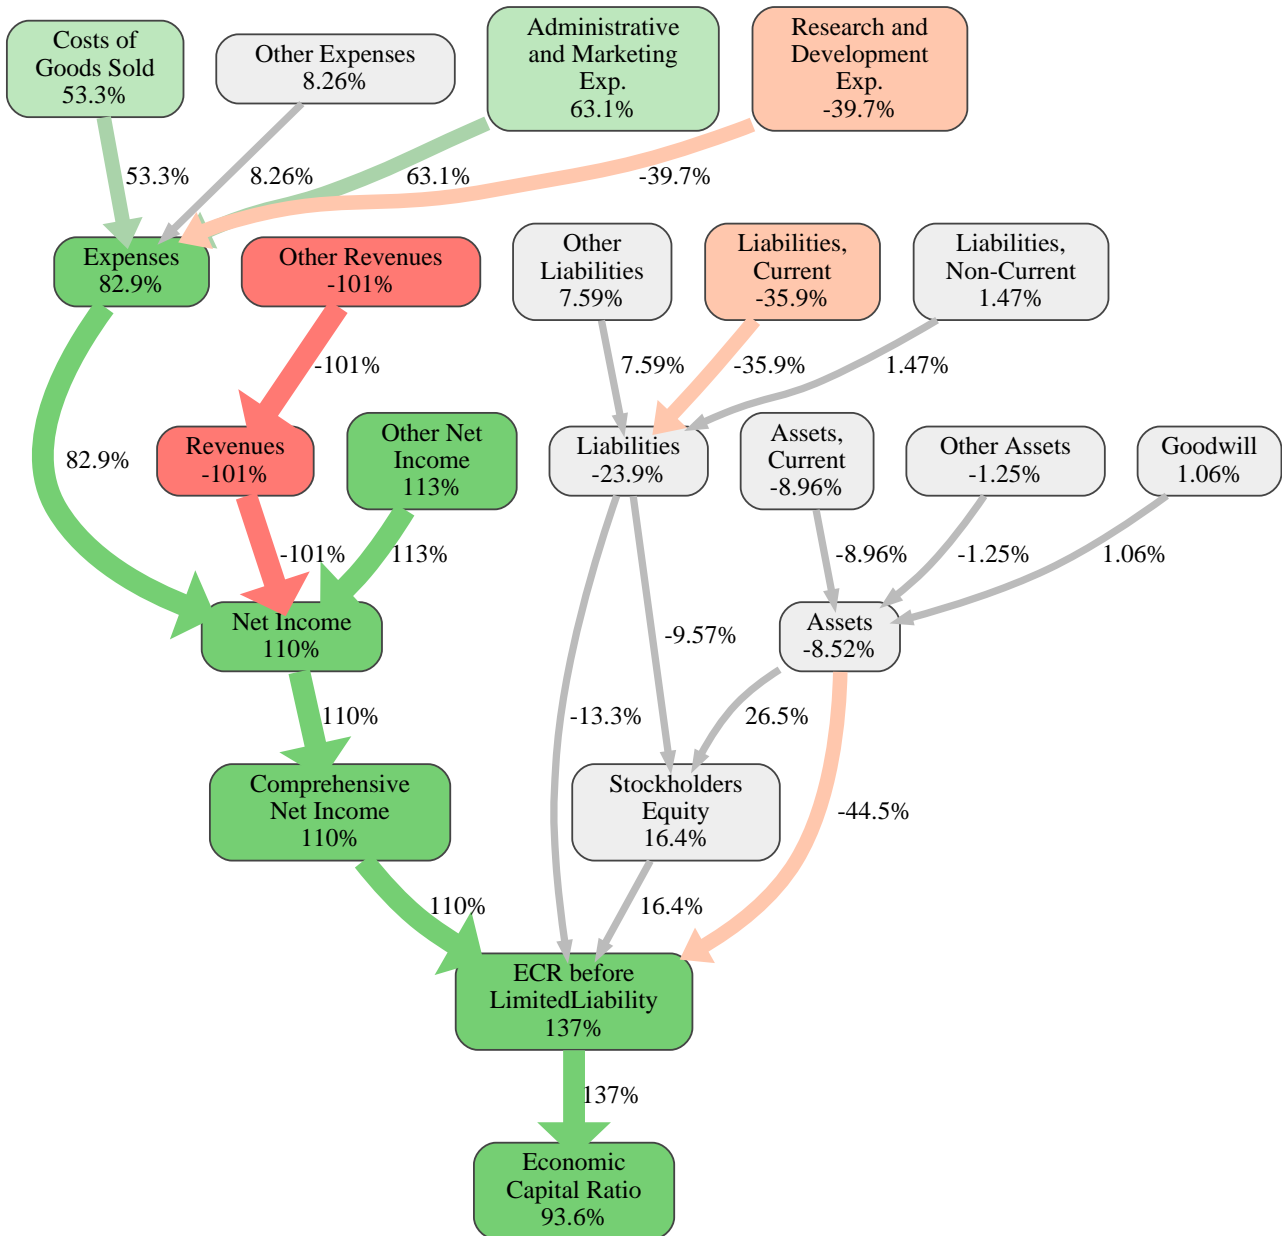 Costs of
Goods Sold
53.3%
Other Expenses
8.26%
Administrative
and Marketing
Exp.
63.1%
Research and
Development
Exp.
-39.7%
53.3%
8.26%
63.1%
-39.7%
Expenses
82.9%
Other Revenues
-101%
Other
Liabilities
7.59%
Liabilities,
Current
-35.9%
Liabilities,
Non-Current
1.47%
-101%
7.59%
-35.9%
1.47%
82.9%
Revenues
-101%
Other Net
Income
113%
Liabilities
-23.9%
Assets,
Current
-8.96%
Other Assets
-1.25%
Goodwill
1.06%
-101%
113%
-8.96%
-1.25%
1.06%
Net Income
110%
-9.57%
Assets
-8.52%
110%
-13.3%
26.5%
Comprehensive
Net Income
110%
Stockholders
Equity
16.4%
-44.5%
110%
16.4%
ECR before
LimitedLiability
137%
137%
Economic
Capital Ratio
93.6%